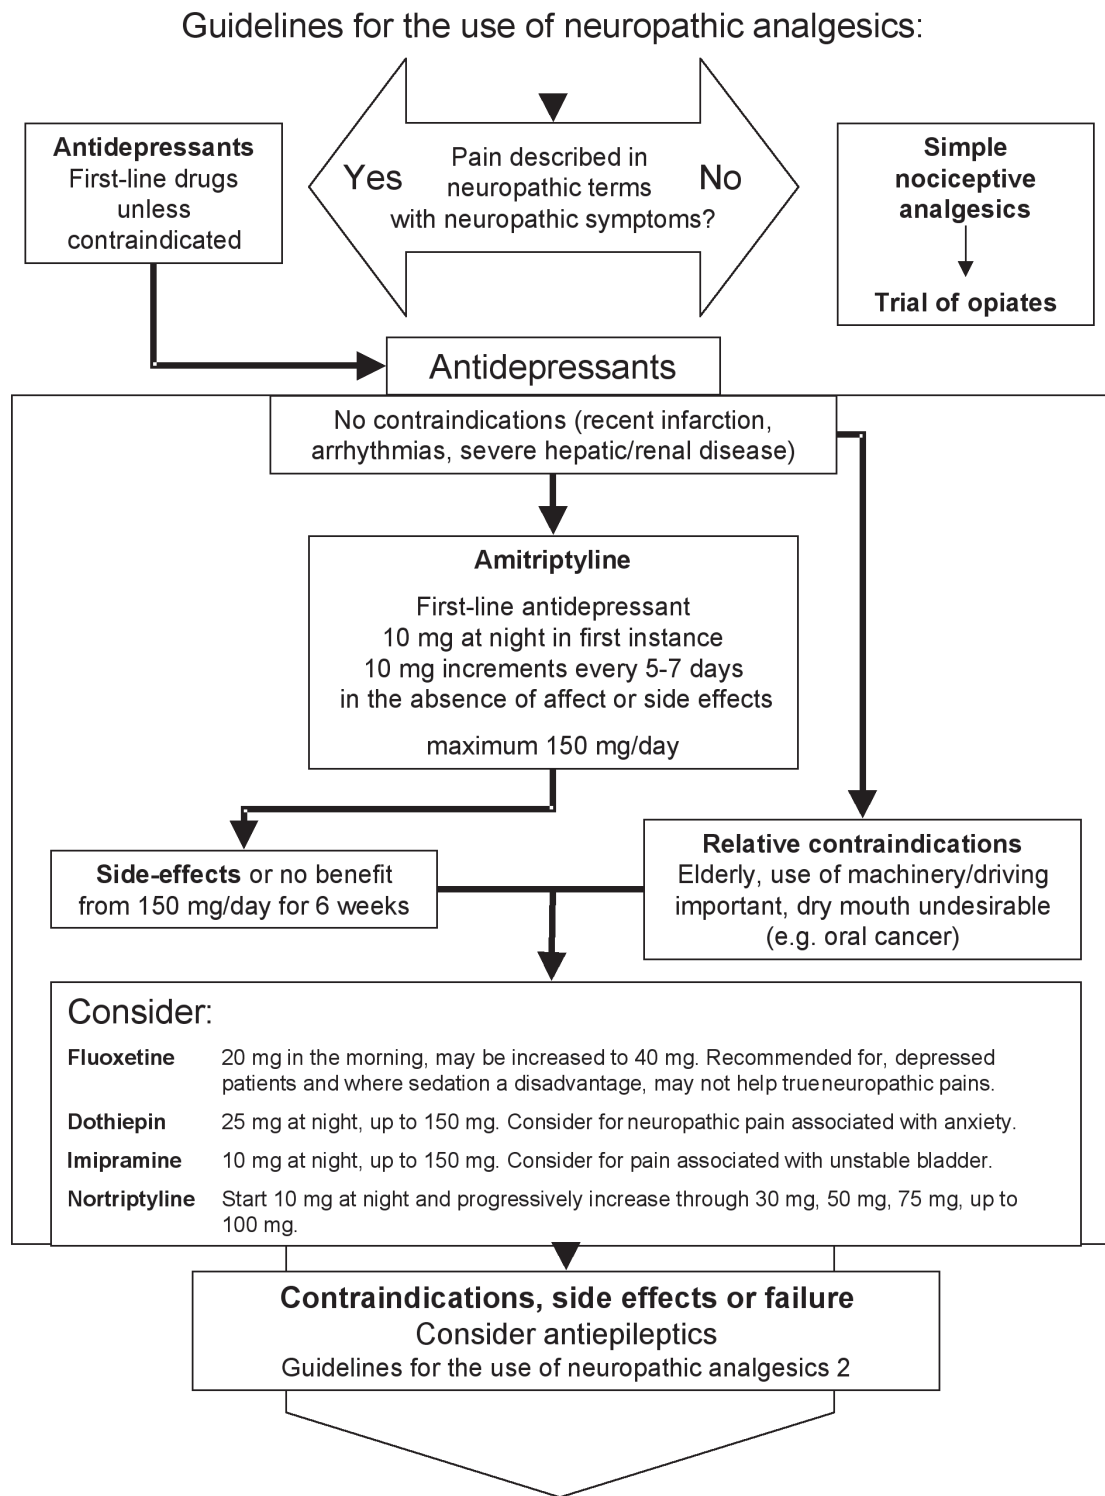 Guidelines for the use of neuropathic analgesics:
Antidepressants
First-line drugs
unless
contraindicated
Yes
Pain described in
neuropathic terms
with neuropathic symptoms?
No
Simple
nociceptive
analgesics
Trial of opiates
Antidepressants
No contraindications (recent infarction,
arrhythmias, severe hepatic/renal disease)
Amitriptyline
First-line antidepressant
10 mg at night in first instance
10 mg increments every 5-7 days
in the absence of affect or side effects
maximum 150 mg/day
Side-effects or no benefit
from 150 mg/day for 6 weeks
Relative contraindications
Elderly, use of machinery/driving
important, dry mouth undesirable
(e.g. oral cancer)
Consider:
Fluoxetine 20 mg in the morning, may be increased to 40 mg. Recommended for, depressed
patients and where sedation a disadvantage, may not help trueneuropathic pains.
Dothiepin 25 mg at night, up to 150 mg. Consider for neuropathic pain associated with anxiety.
Imipramine 10 mg at night, up to 150 mg. Consider for pain associated with unstable bladder.
Nortriptyline Start 10 mg at night and progressively increase through 30 mg, 50 mg, 75 mg, up to
100 mg.
Contraindications, side effects or failure
Consider antiepileptics
Guidelines for the use of neuropathic analgesics 2